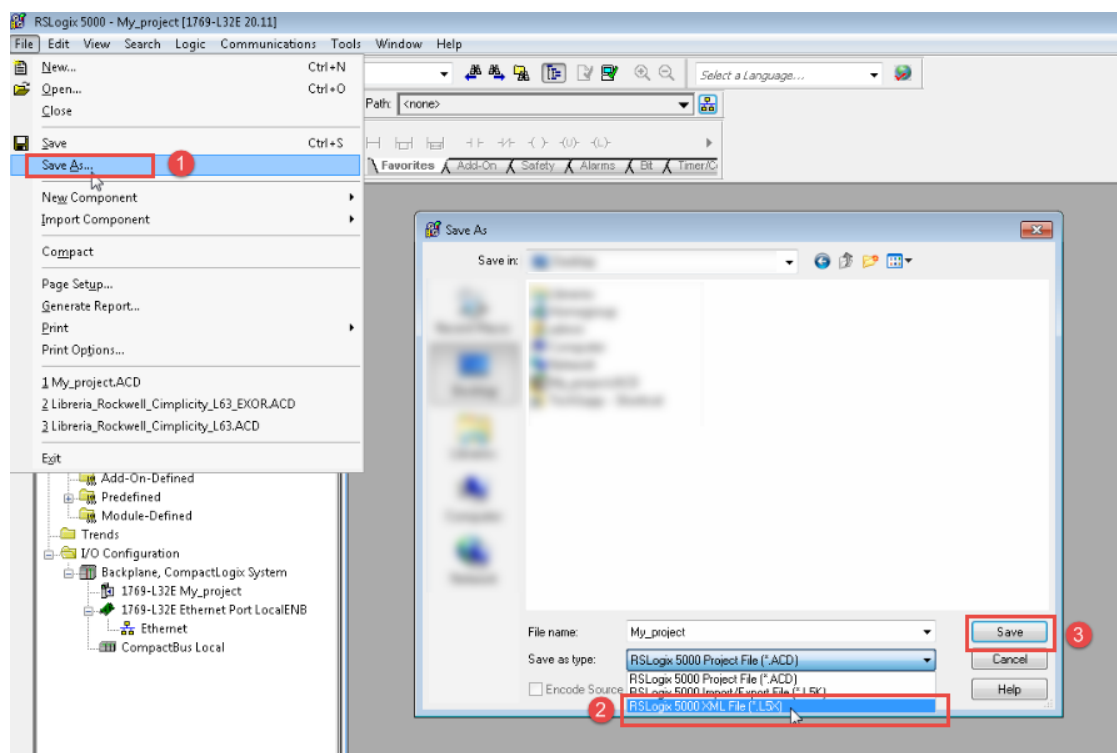 RSLogix 5000 - My_project [1769-L32E 20.11]
File Edit View Search Logic Communications Tools Window Help
New... Ctrl+N
Open... Ctrl+O
Close
Save Ctrl+S
Save As...
1
New Component
Import Component
Compact
Page Setup...
Generate Report...
Print
Print Options...
1 My_project.ACD
2 Libreria_Rockwell_Cimplicity_L63_EXOR.ACD
3 Libreria_Rockwell_Cimplicity_L63.ACD
Exit
Select a Language...
Path: <none>
Favorites Add-On Safety Alarms Bit Timer/C
Add-On-Defined
Predefined
Module-Defined
Trends
I/O Configuration
Backplane, CompactLogix System
1769-L32E My_project
1769-L32E Ethernet Port LocalENB
Ethernet
CompactBus Local
Save As
Save in:
File name: My_project
Save
3
Save as type: RSLogix 5000 Project File (*.ACD)
Cancel
RSLogix 5000 Project File (*.ACD)
Encode Source
RSLogix 5000 Import/Export File (*.L5K)
Help
2
RSLogix 5000 XML File (*.L5X)